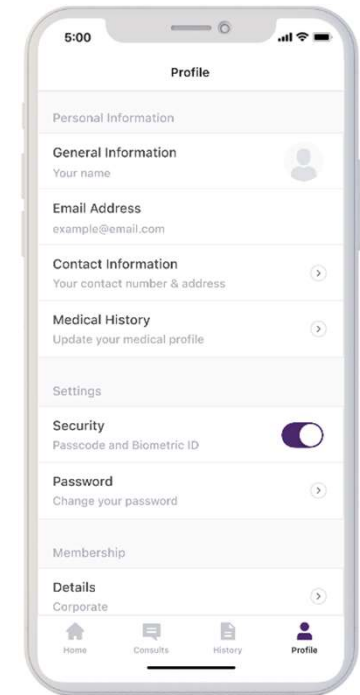 5:00
Profile
Personal Information
General Information
Your name
Email Address
example@email.com
Contact Information
Your contact number & address
Medical History
Update your medical profile
Settings
Security
Passcode and Biometric ID
Password
Change your password
Membership
Details
Corporate
Home Consults History Profile